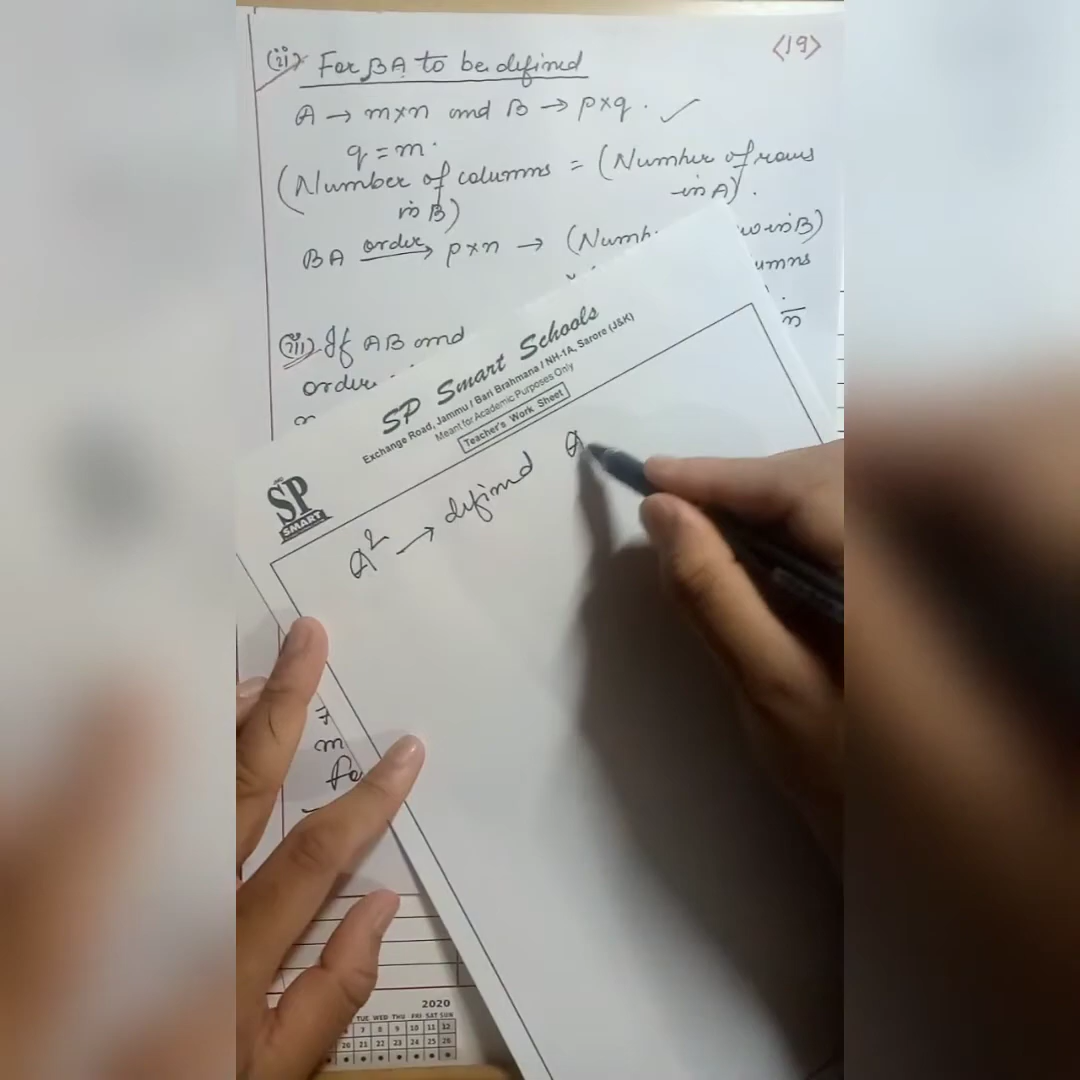 <19>
(ii) For BA to be defined
A → m×n and B → p×q.
q = m.
(Number of columns = (Number of rows
in B) in A).
BA order→ p×n → (Numb w in B)
umns
n
(iii) If AB and
order
SP Smart Schools
Exchange Road, Jammu / Bari Brahmana / NH-1A, Sarore (J&K)
Meant for Academic Purposes Only
Teacher's Work Sheet
SP
SMART
A² → defined A
m
2020
TUE WED THU FRI SAT SUN
7 8 9 10 11 12
20 21 22 23 24 25 26